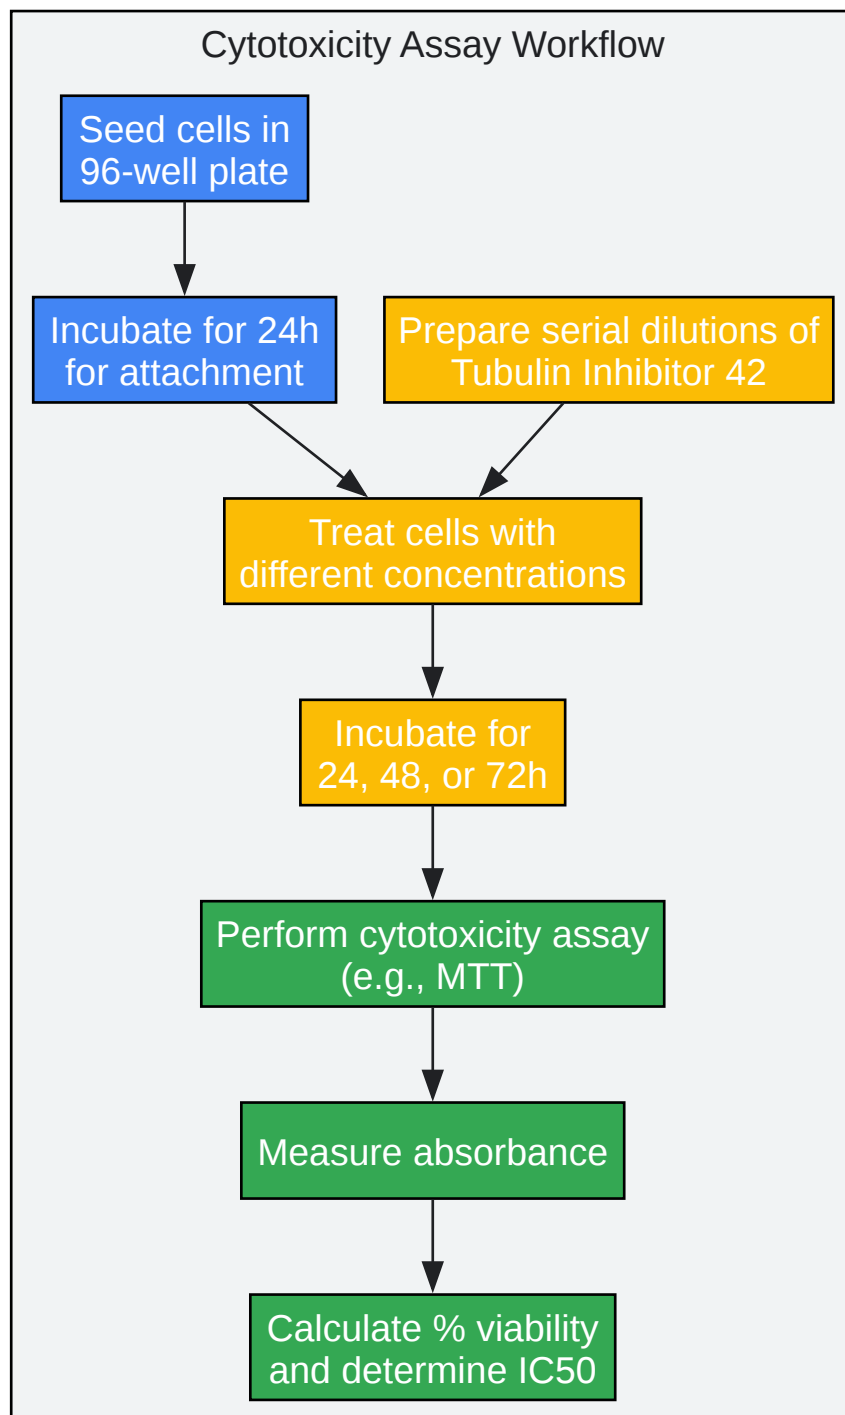 Cytotoxicity Assay Workflow
Seed cells in
96-well plate
Incubate for 24h
for attachment
Prepare serial dilutions of
Tubulin Inhibitor 42
Treat cells with
different concentrations
Incubate for
24, 48, or 72h
Perform cytotoxicity assay
(e.g., MTT)
Measure absorbance
Calculate % viability
and determine IC50